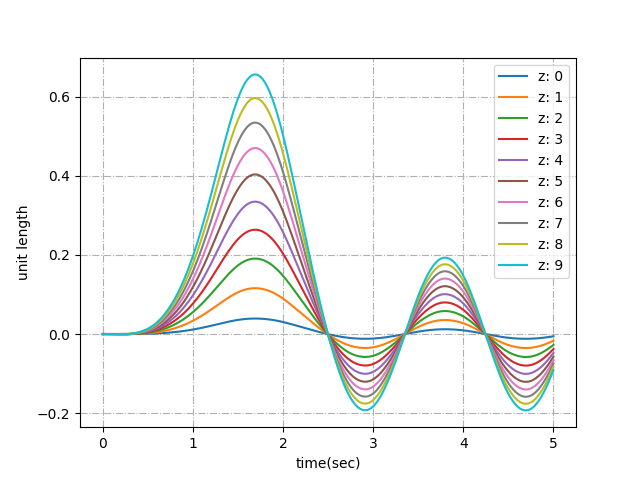 z: 0
z: 1
z: 2
z: 3
z: 4
z: 5
z: 6
z: 7
z: 8
z: 9
0.6
0.4
0.2
0.0
−0.2
unit length
0 1 2 3 4 5
time(sec)